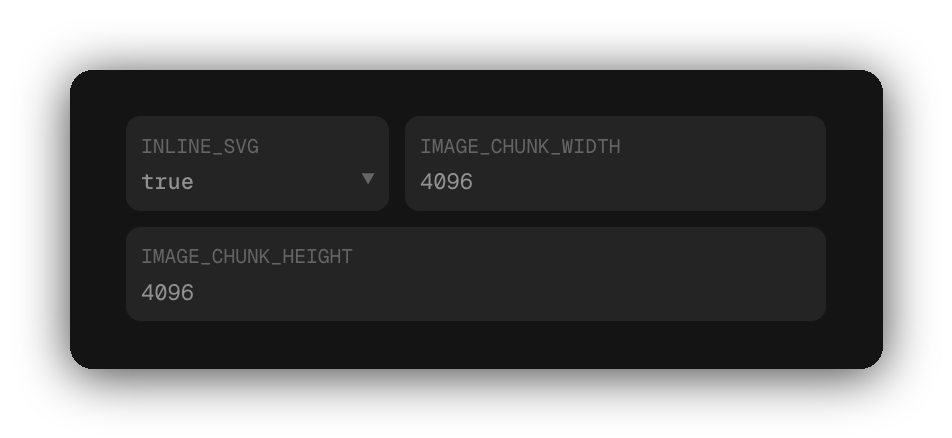 INLINE_SVG
true
IMAGE_CHUNK_WIDTH
4096
IMAGE_CHUNK_HEIGHT
4096